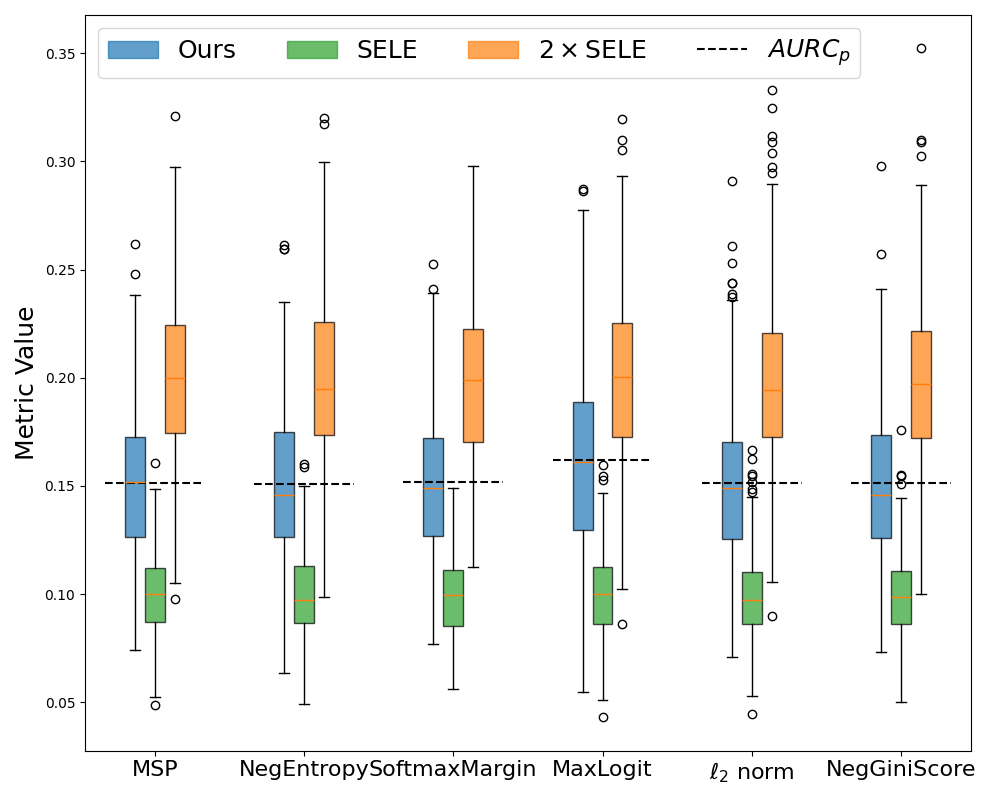 Ours SELE 2 × SELE AURC_p
0.35
0.30
0.25
0.20
0.15
0.10
0.05
Metric Value
MSP NegEntropy SoftmaxMargin MaxLogit ℓ₂ norm NegGiniScore